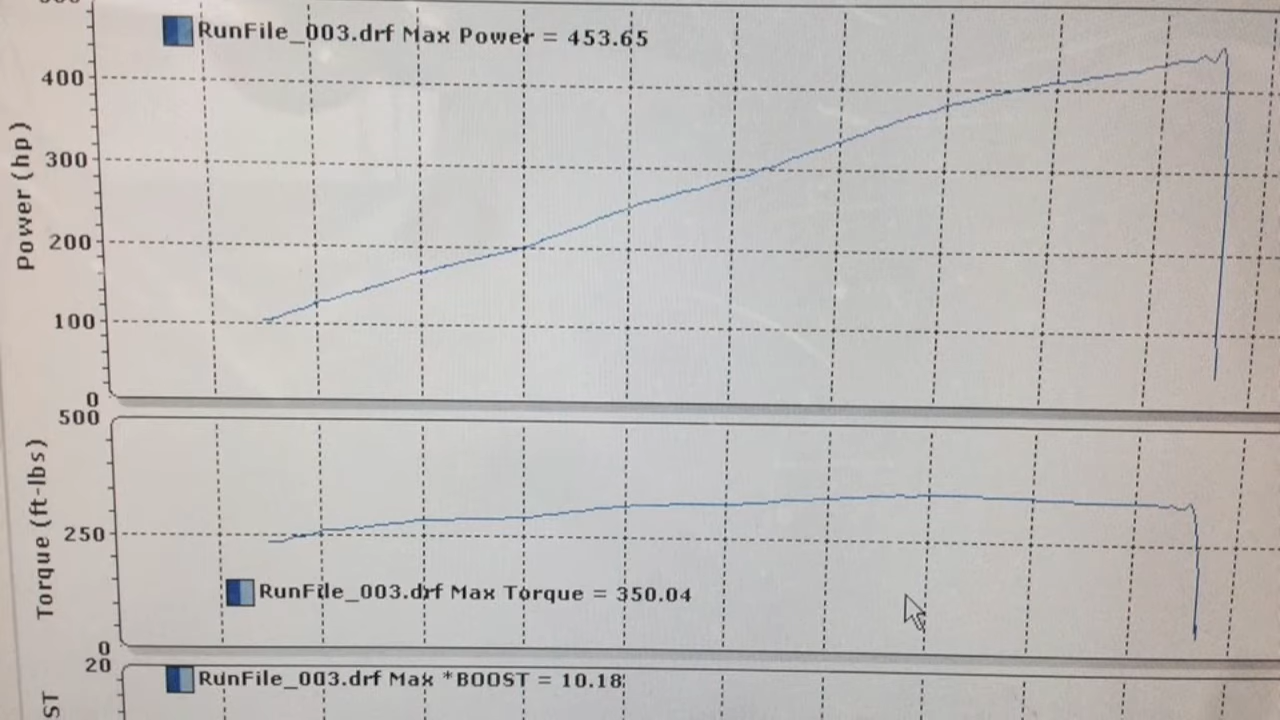 RunFile_003.drf Max Power = 453.65
400
300
200
100
0
Power (hp)
500
250
0
Torque (ft-lbs)
RunFile_003.drf Max Torque = 350.04
20
RunFile_003.drf Max *BOOST = 10.18